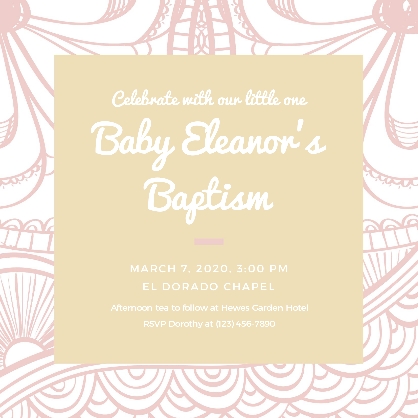 Celebrate with our little one
Baby Eleanor's
Baptism
MARCH 7, 2020, 3:00 PM
EL DORADO CHAPEL
Afternoon tea to follow at Hewes Garden Hotel
RSVP Dorothy at (123) 456-7890